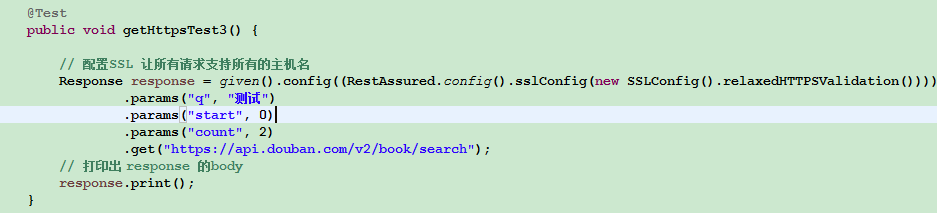 @Test
public void getHttpsTest3() {
// 配置SSL 让所有请求支持所有的主机名
Response response = given().config((RestAssured.config().sslConfig(new SSLConfig().relaxedHTTPSValidation())))
.params("q", "测试")
.params("start", 0)
.params("count", 2)
.get("https://api.douban.com/v2/book/search");
// 打印出 response 的body
response.print();
}